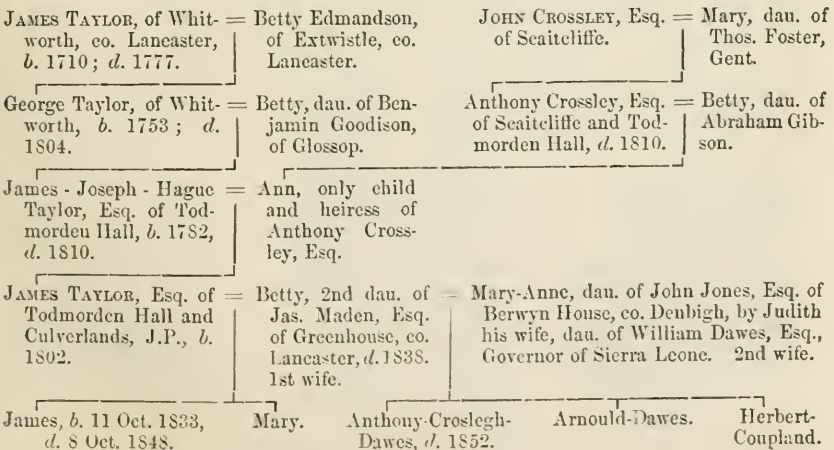 JAMES TAYLOR, of Whit-
worth, co. Lancaster,
b. 1710; d. 1777.
= Betty Edmandson,
of Extwistle, co.
Lancaster.
JOHN CROSSLEY, Esq.
of Scaitcliffe.
= Mary, dau. of
Thos. Foster,
Gent.
George Taylor, of Whit-
worth, b. 1753; d.
1804.
= Betty, dau. of Ben-
jamin Goodison,
of Glossop.
Anthony Crossley, Esq.
of Scaitcliffe and Tod-
morden Hall, d. 1810.
= Betty, dau. of
Abraham Gib-
son.
James-Joseph-Hague
Taylor, Esq. of Tod-
morden Hall, b. 1782,
d. 1810.
= Ann, only child
and heiress of
Anthony Cross-
ley, Esq.
JAMES TAYLOR, Esq. of
Todmorden Hall and
Culverlands, J.P., b.
1802.
= Betty, 2nd dau. of
Jas. Maden, Esq.
of Greenhouse, co.
Lancaster, d. 1838.
1st wife.
= Mary-Anne, dau. of John Jones, Esq. of
Berwyn House, co. Denbigh, by Judith
his wife, dau. of William Dawes, Esq.,
Governor of Sierra Leone. 2nd wife.
James, b. 11 Oct. 1833,
d. 8 Oct. 1848.
Mary.
Anthony-Croslegh-
Dawes, d. 1852.
Arnould-Dawes.
Herbert-
Coupland.